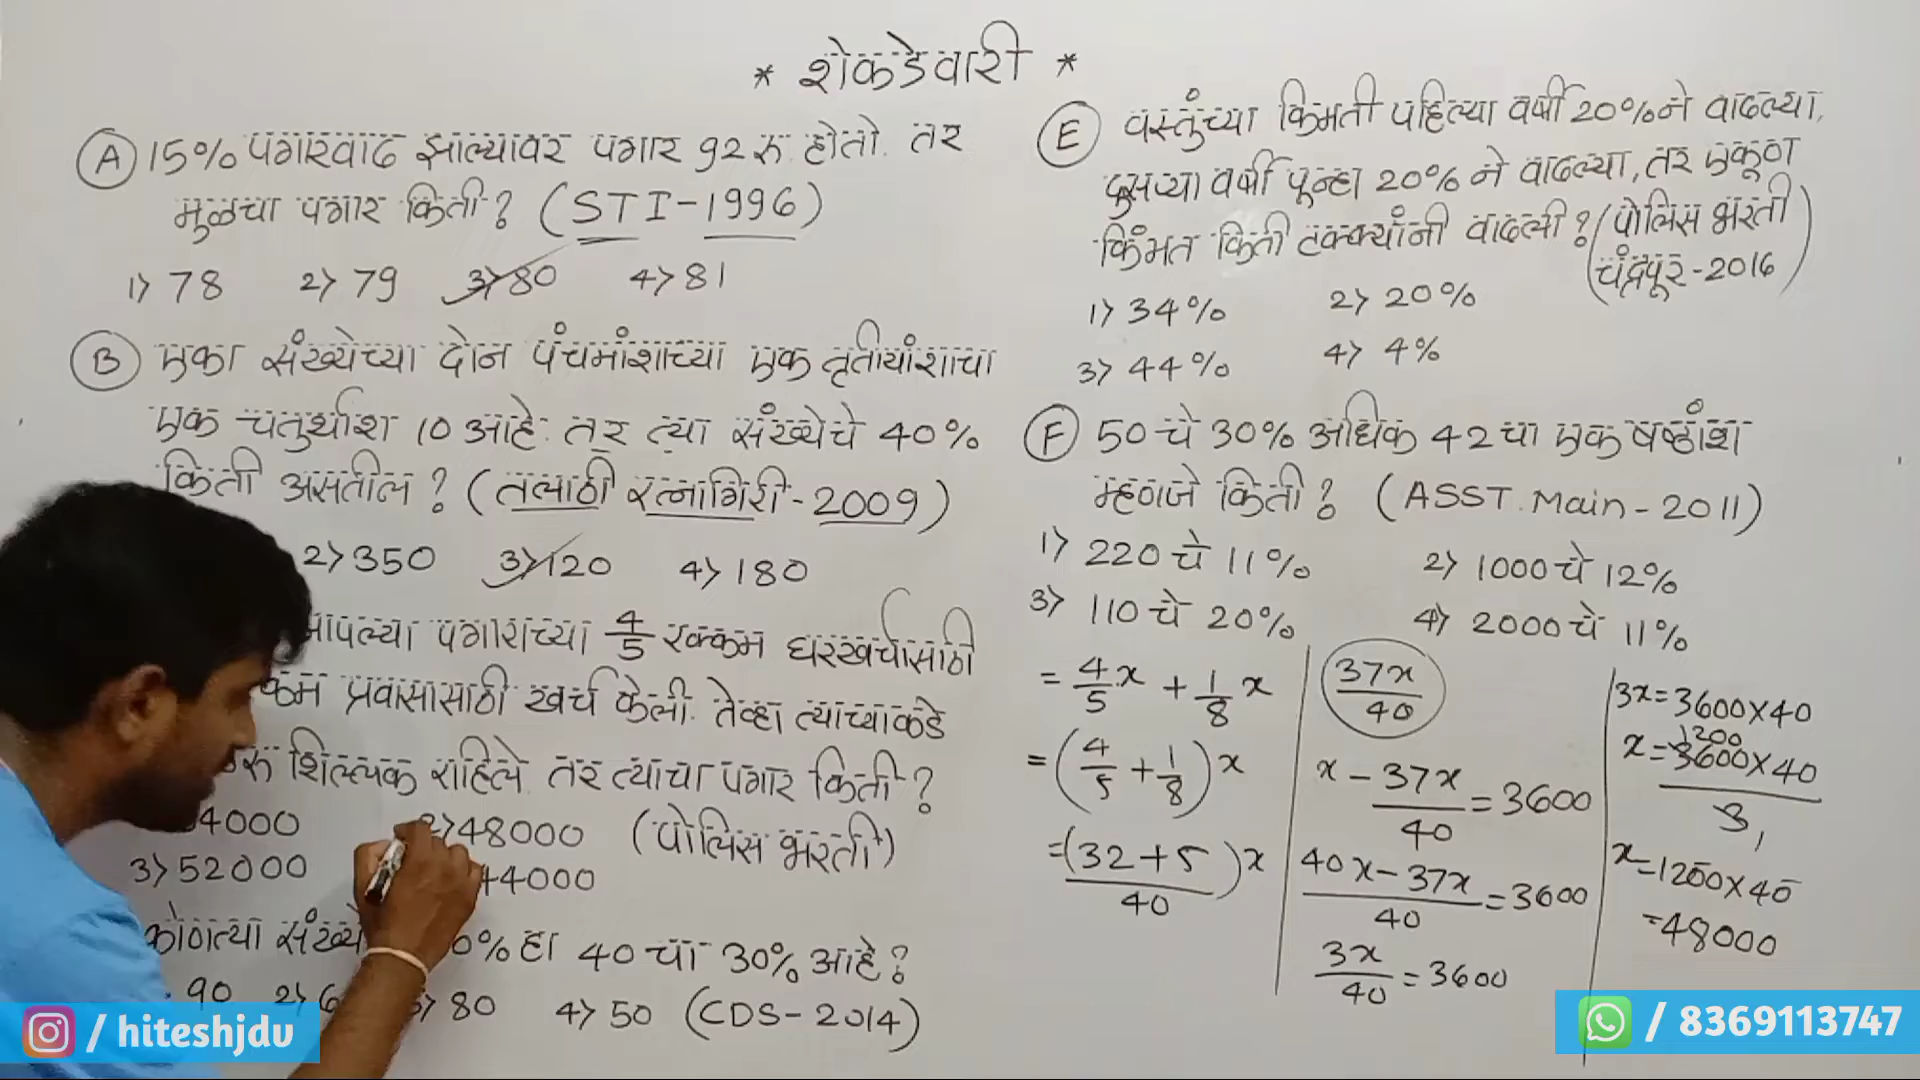 * शेकडेवारी *
A 15% पगारवाढ झाल्यावर पगार 92 रु. होतो. तर
मुळचा पगार किती? (STI-1996)
1> 78 2> 79 3> 80 4> 81
B एका संख्येच्या दोन पंचमांशाच्या एक तृतीयांशाचा
एक चतुर्थांश 10 आहे. तर त्या संख्येचे 40%
किती असतील? (तलाठी रत्नागिरी-2009)
2> 350 3> 120 4> 180
पगाराच्या 4/5 रक्कम घरखर्चासाठी
प्रवासासाठी खर्च केली. तेव्हा त्याच्याकडे
रु शिल्लक राहिले. तर त्याचा पगार किती?
4000 2> 48000 (पोलिस भरती)
3> 52000 44000
कोणत्या 0% हा 40 चा 30% आहे?
90 2> 6 3> 80 4> 50 (CDS-2014)
E वस्तुंच्या किंमती पहिल्या वर्षी 20% ने वाढल्या,
दुसऱ्या वर्षी पून्हा 20% ने वाढल्या, तर एकूण
किंमत किती टक्क्यांनी वाढली? (पोलिस भरती
चंद्रपूर-2016)
1> 34% 2> 20%
3> 44% 4> 4%
F 50 चे 30% अधिक 42 चा एक षष्ठांश
म्हणजे किती? (ASST. Main-2011)
1> 220 चे 11% 2> 1000 चे 12%
3> 110 चे 20% 4> 2000 चे 11%
= 4/5 x + 1/8 x
= (4/5 + 1/8) x
= (32+5)/40 ) x
37x/40
x - 37x/40 = 3600
40x-37x/40 = 3600
3x/40 = 3600
3x = 3600 x 40
1200
x = 3600 x 40
3,
x = 1200 x 40
= 48000
/ hiteshjdu
/ 8369113747